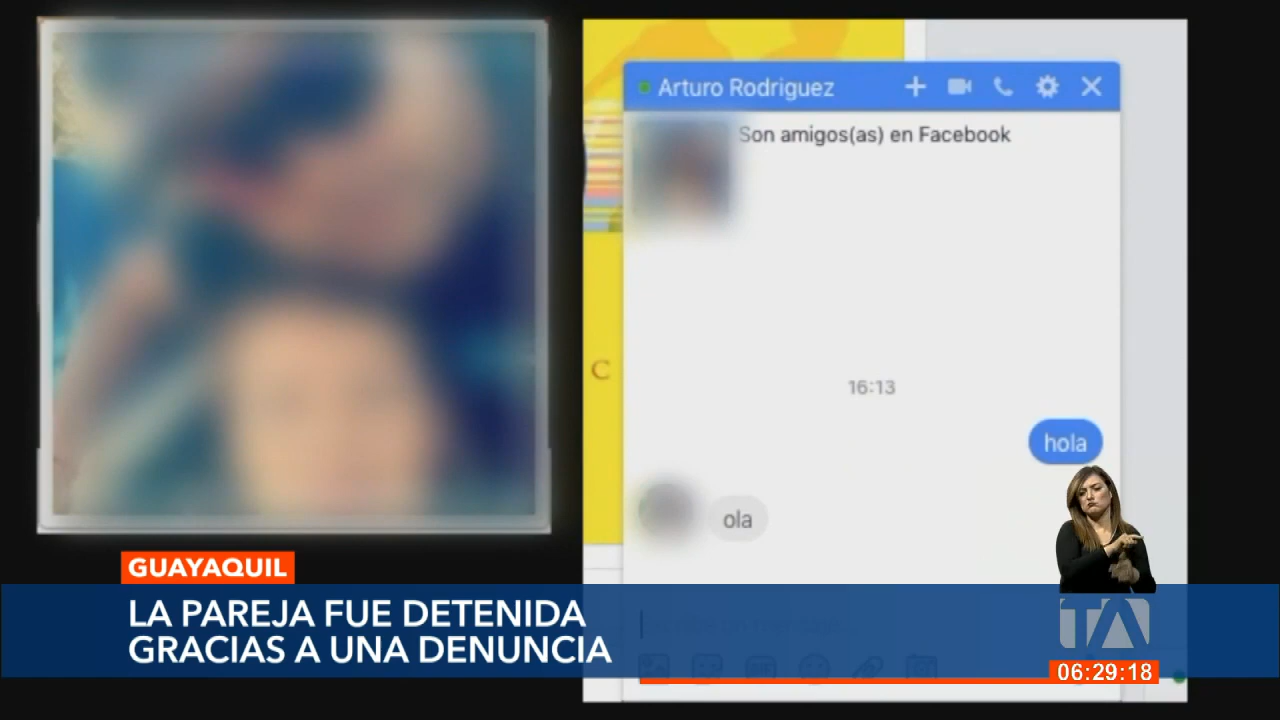 Arturo Rodriguez
Son amigos(as) en Facebook
C
16:13
hola
ola
GUAYAQUIL
LA PAREJA FUE DETENIDA
GRACIAS A UNA DENUNCIA
TA
06:29:18